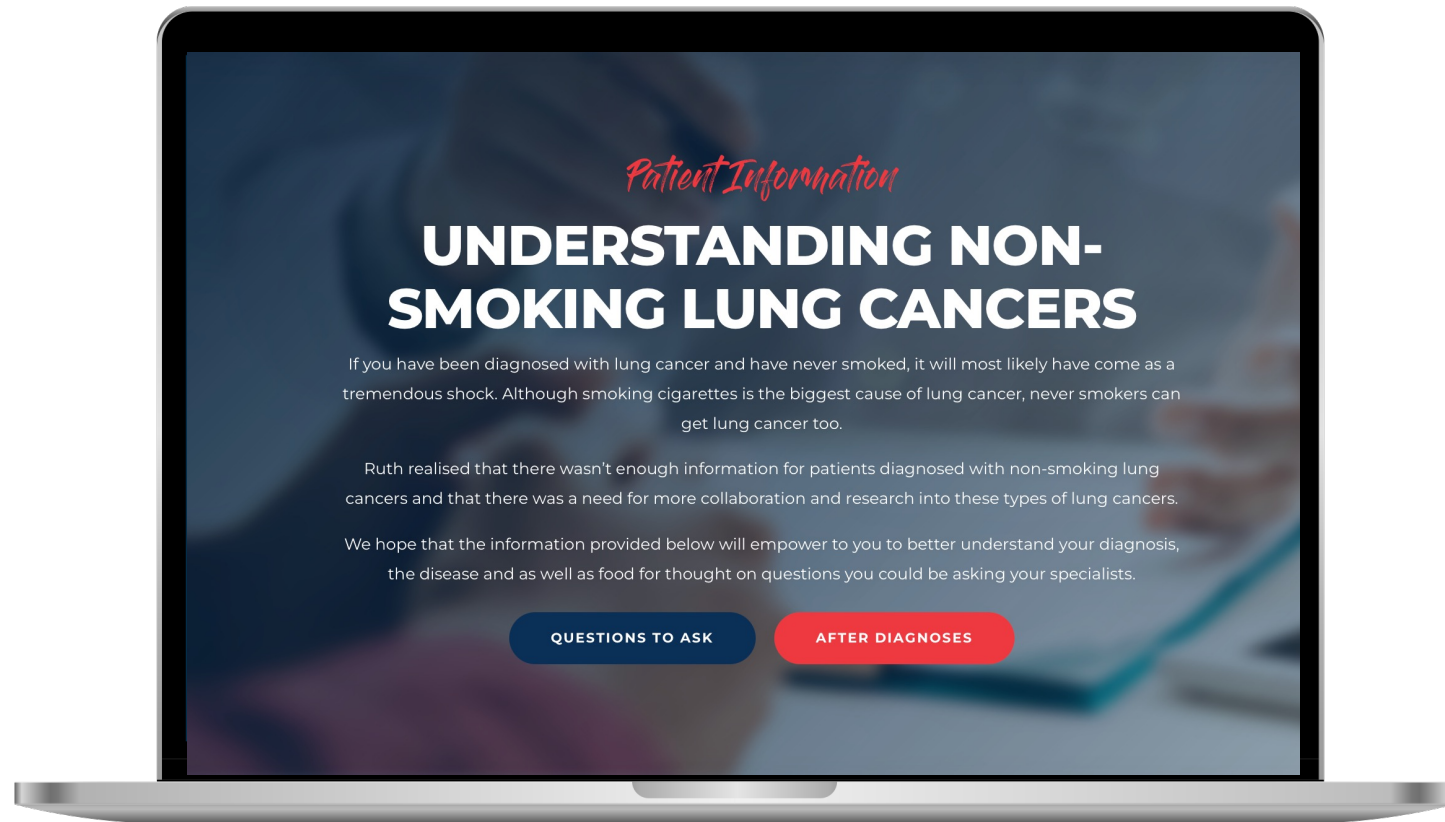 Patient Information
UNDERSTANDING NON-
SMOKING LUNG CANCERS
If you have been diagnosed with lung cancer and have never smoked, it will most likely have come as a
tremendous shock. Although smoking cigarettes is the biggest cause of lung cancer, never smokers can
get lung cancer too.
Ruth realised that there wasn't enough information for patients diagnosed with non-smoking lung
cancers and that there was a need for more collaboration and research into these types of lung cancers.
We hope that the information provided below will empower to you to better understand your diagnosis,
the disease and as well as food for thought on questions you could be asking your specialists.
QUESTIONS TO ASK
AFTER DIAGNOSES